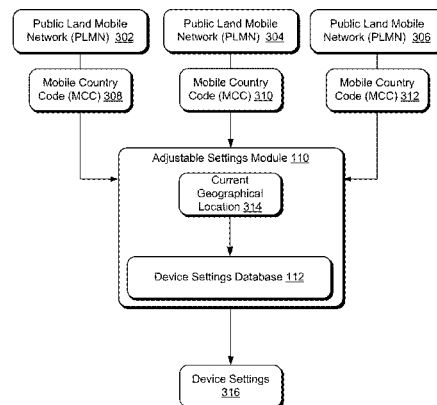 Public Land Mobile
Network (PLMN) 302
Public Land Mobile
Network (PLMN) 304
Public Land Mobile
Network (PLMN) 306
Mobile Country
Code (MCC) 308
Mobile Country
Code (MCC) 310
Mobile Country
Code (MCC) 312
Adjustable Settings Module 110
Current
Geographical
Location 314
Device Settings Database 112
Device Settings
316